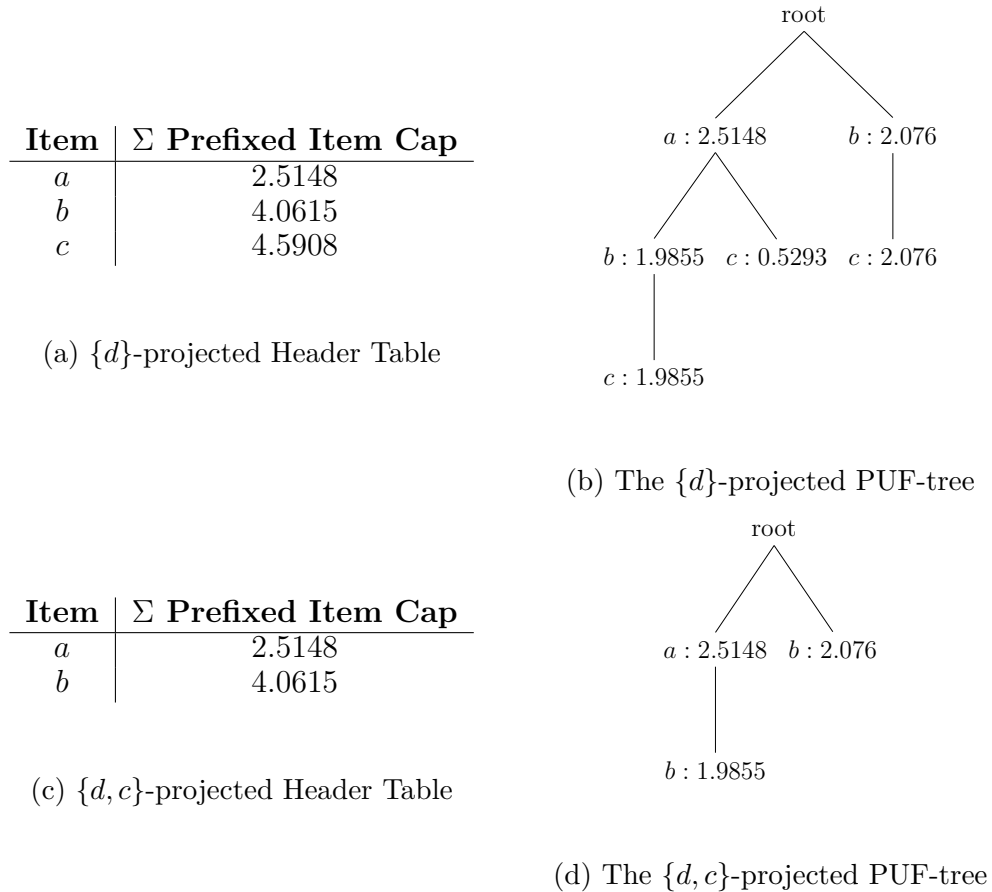 Item Σ Prefixed Item Cap
a 2.5148
b 4.0615
c 4.5908
(a) {d}-projected Header Table
root
a : 2.5148 b : 2.076
b : 1.9855 c : 0.5293 c : 2.076
c : 1.9855
(b) The {d}-projected PUF-tree
Item Σ Prefixed Item Cap
a 2.5148
b 4.0615
(c) {d, c}-projected Header Table
root
a : 2.5148 b : 2.076
b : 1.9855
(d) The {d, c}-projected PUF-tree